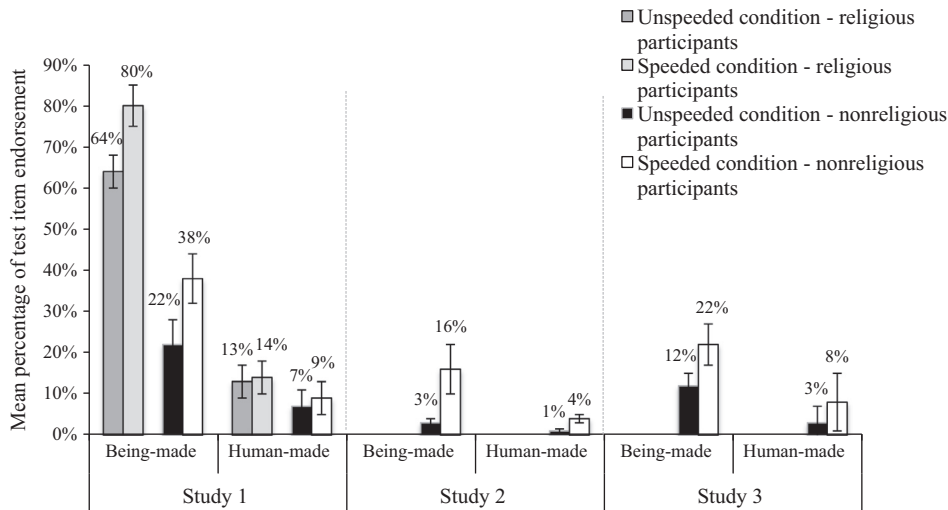 Unspeeded condition - religious
participants
Speeded condition - religious
participants
Unspeeded condition - nonreligious
participants
Speeded condition - nonreligious
participants
Mean percentage of test item endorsement
90%
80%
70%
60%
50%
40%
30%
20%
10%
0%
64%
80%
22%
38%
13%
14%
7%
9%
3%
16%
1%
4%
12%
22%
3%
8%
Being-made
Human-made
Being-made
Human-made
Being-made
Human-made
Study 1
Study 2
Study 3